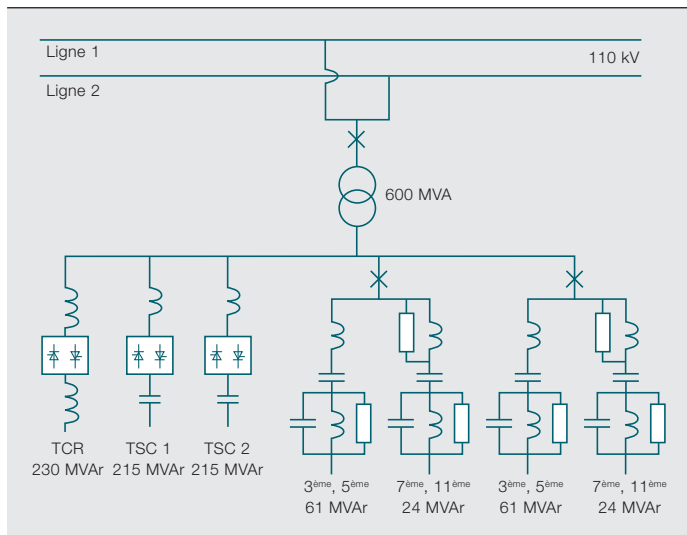 Ligne 1
110 kV
Ligne 2
600 MVA
TCR
230 MVAr
TSC 1
215 MVAr
TSC 2
215 MVAr
3ème, 5ème
61 MVAr
7ème, 11ème
24 MVAr
3ème, 5ème
61 MVAr
7ème, 11ème
24 MVAr